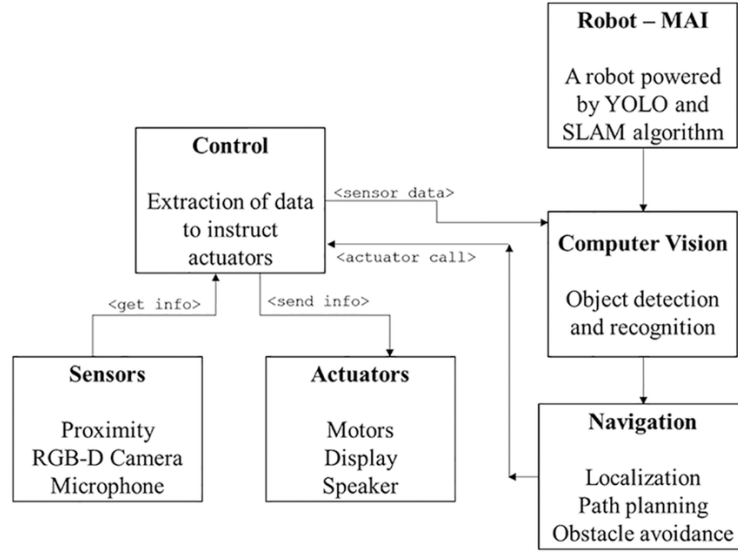 Robot – MAI
A robot powered
by YOLO and
SLAM algorithm
Control
Extraction of data
to instruct
actuators
<sensor data>
<actuator call>
Computer Vision
Object detection
and recognition
<get info>
<send info>
Sensors
Proximity
RGB-D Camera
Microphone
Actuators
Motors
Display
Speaker
Navigation
Localization
Path planning
Obstacle avoidance